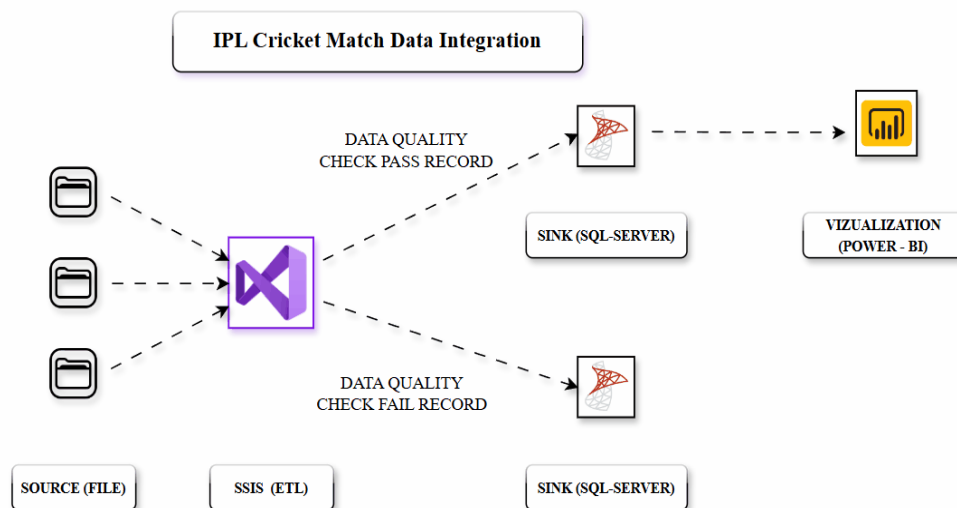 IPL Cricket Match Data Integration
DATA QUALITY
CHECK PASS RECORD
SINK (SQL-SERVER)
VIZUALIZATION
(POWER - BI)
DATA QUALITY
CHECK FAIL RECORD
SOURCE (FILE)
SSIS (ETL)
SINK (SQL-SERVER)